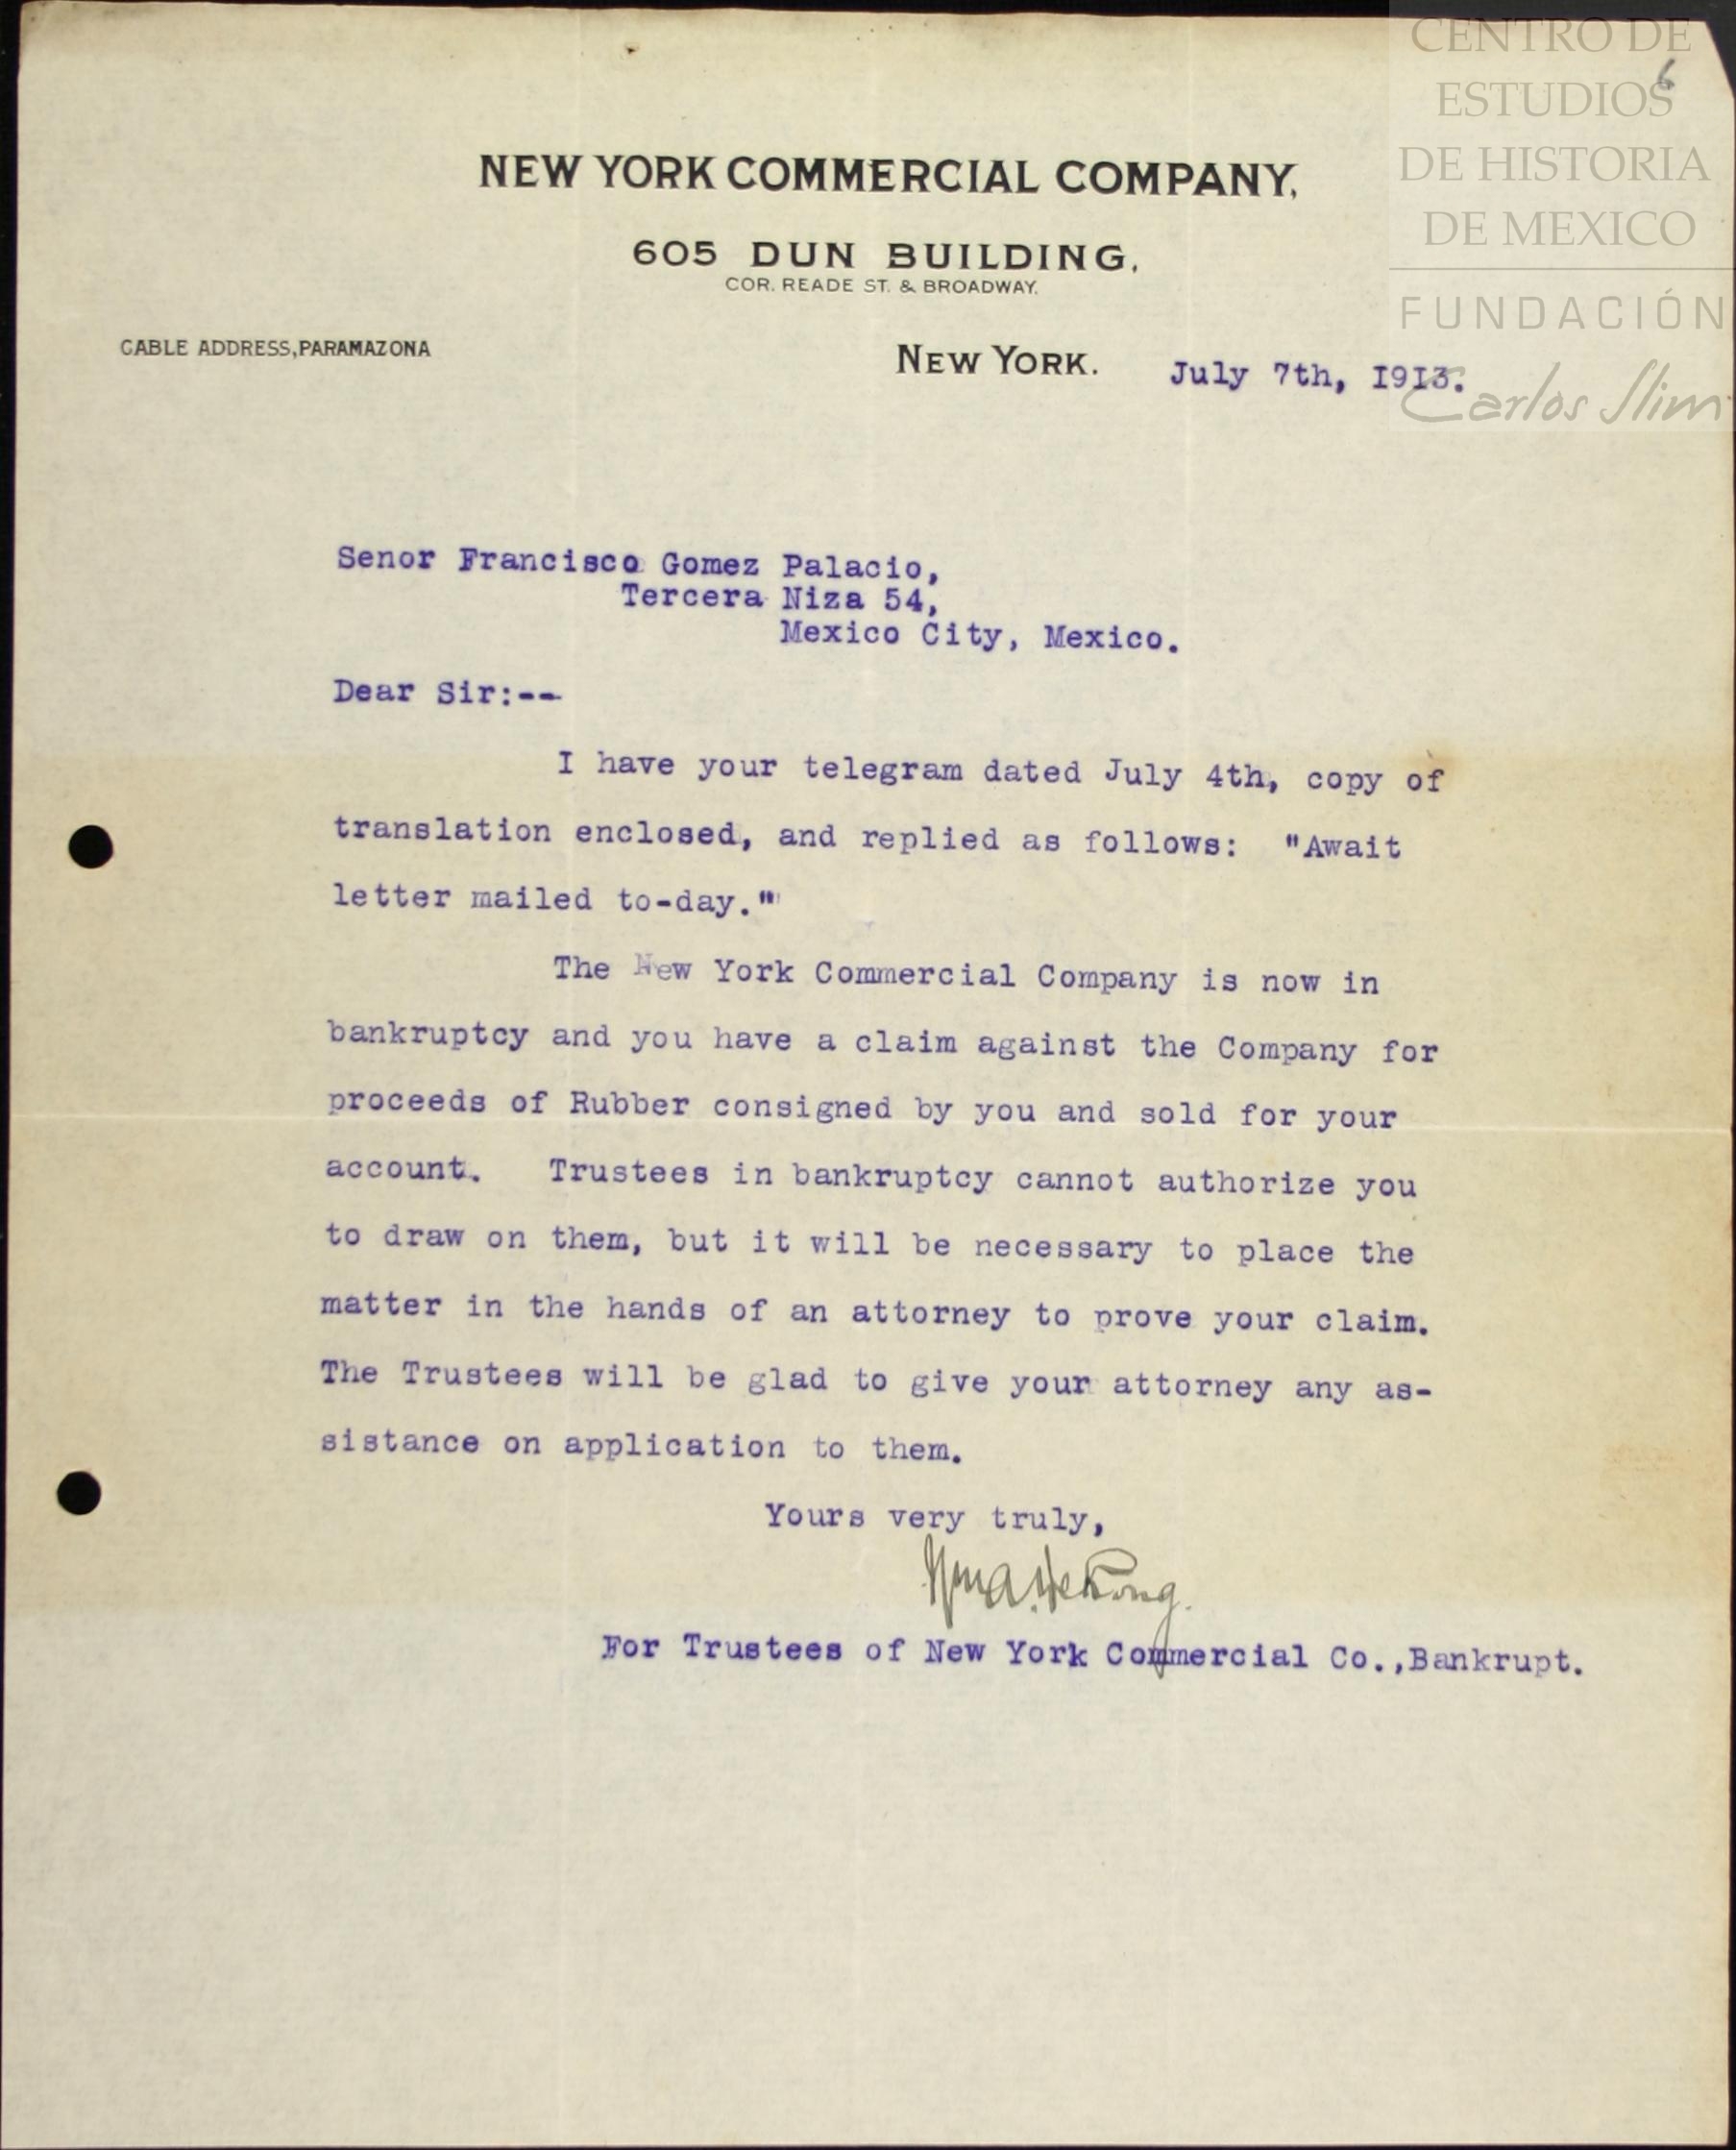 CENTRO DE
ESTUDIOS
DE HISTORIA
DE MEXICO
FUNDACIÓN
Carlos Slim
6
NEW YORK COMMERCIAL COMPANY,
605 DUN BUILDING,
COR. READE ST. & BROADWAY.
CABLE ADDRESS, PARAMAZONA
NEW YORK. July 7th, 1913.
Senor Francisco Gomez Palacio,
Tercera Niza 54,
Mexico City, Mexico.
Dear Sir:--
I have your telegram dated July 4th, copy of
translation enclosed, and replied as follows: "Await
letter mailed to-day."
The New York Commercial Company is now in
bankruptcy and you have a claim against the Company for
proceeds of Rubber consigned by you and sold for your
account. Trustees in bankruptcy cannot authorize you
to draw on them, but it will be necessary to place the
matter in the hands of an attorney to prove your claim.
The Trustees will be glad to give your attorney any as-
sistance on application to them.
Yours very truly,
For Trustees of New York Commercial Co.,Bankrupt.